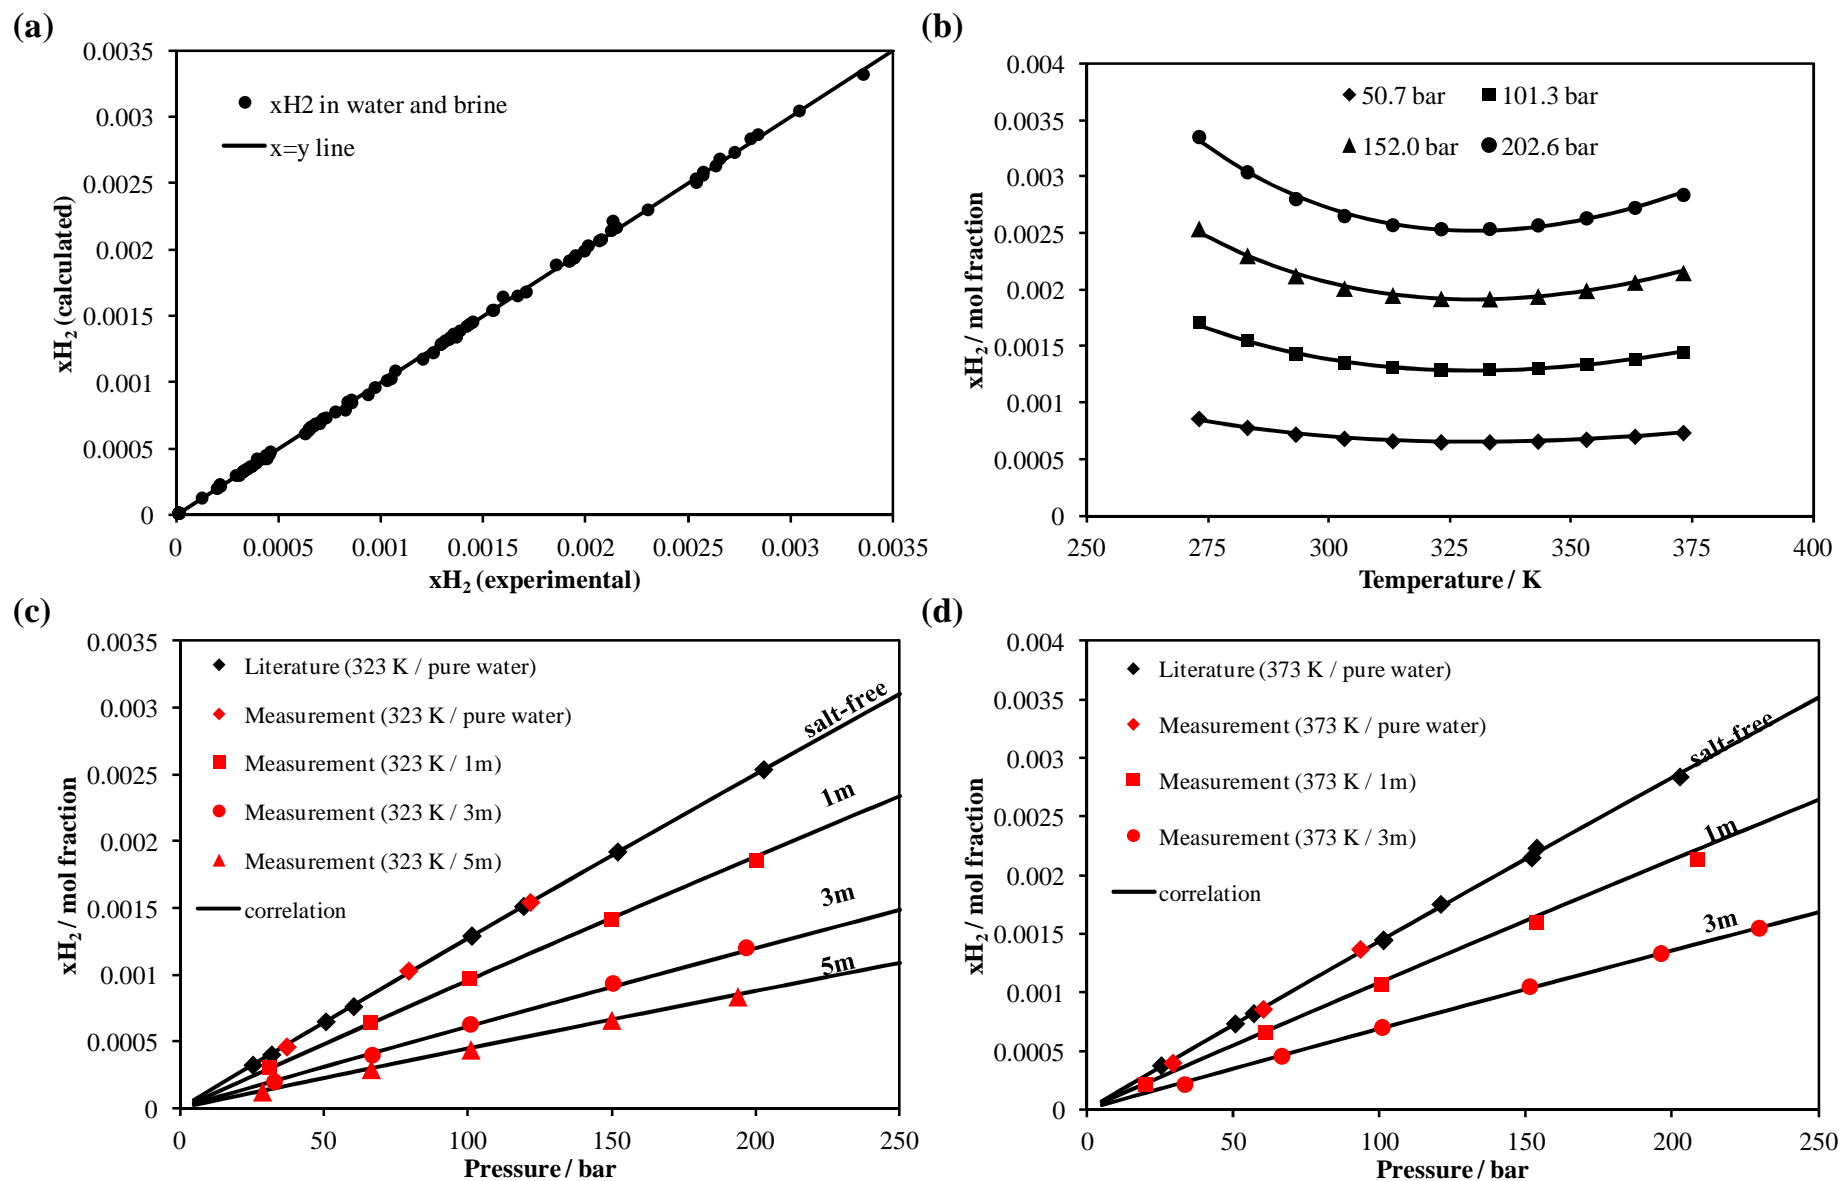 (a)
0.0035
0.003
0.0025
0.002
0.0015
0.001
0.0005
0
xH2 (calculated)
xH2 in water and brine
x=y line
0 0.0005 0.001 0.0015 0.002 0.0025 0.003 0.0035
xH2 (experimental)
(b)
0.004
0.0035
0.003
0.0025
0.002
0.0015
0.001
0.0005
0
xH2 / mol fraction
50.7 bar 101.3 bar
152.0 bar 202.6 bar
250 275 300 325 350 375 400
Temperature / K
(c)
0.0035
0.003
0.0025
0.002
0.0015
0.001
0.0005
0
xH2 / mol fraction
Literature (323 K / pure water)
Measurement (323 K / pure water)
Measurement (323 K / 1m)
Measurement (323 K / 3m)
Measurement (323 K / 5m)
correlation
salt-free
1m
3m
5m
0 50 100 150 200 250
Pressure / bar
(d)
0.004
0.0035
0.003
0.0025
0.002
0.0015
0.001
0.0005
0
xH2 / mol fraction
Literature (373 K / pure water)
Measurement (373 K / pure water)
Measurement (373 K / 1m)
Measurement (373 K / 3m)
correlation
salt-free
1m
3m
0 50 100 150 200 250
Pressure / bar